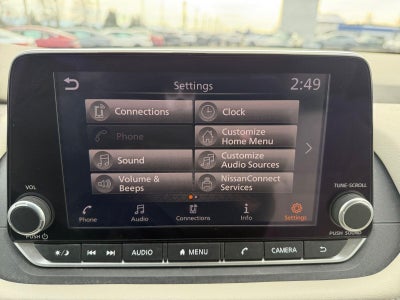 Settings
2:49
Connections
Clock
Phone
Customize
Home Menu
Sound
Customize
Audio Sources
Volume &
Beeps
NissanConnect
Services
Phone
Audio
Connections
Info
Settings
VOL
TUNE•SCROLL
PUSH
PUSH SOUND
AUDIO
MENU
CAMERA